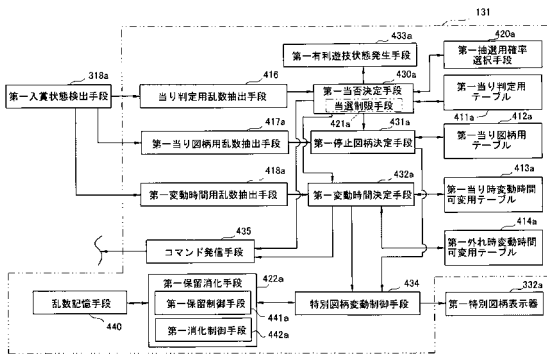 131
433a
420a
第一有利遊技状態発生手段
第一抽選用確率
選択手段
318a
416
430a
第一入賞状態検出手段
当り判定用乱数抽出手段
第一当否決定手段
当選制限手段
第一当り判定用
テーブル
417a
421a
431a
411a
412a
第一当り図柄用乱数抽出手段
第一停止図柄決定手段
第一当り図柄用
テーブル
418a
432a
413a
第一変動時間用乱数抽出手段
第一変動時間決定手段
第一当り時変動時間
可変用テーブル
435
414a
コマンド発信手段
第一外れ時変動時間
可変用テーブル
422a
434
332a
乱数記憶手段
第一保留消化手段
第一保留制御手段
特別図柄変動制御手段
第一特別図柄表示器
440
441a
第一消化制御手段
442a